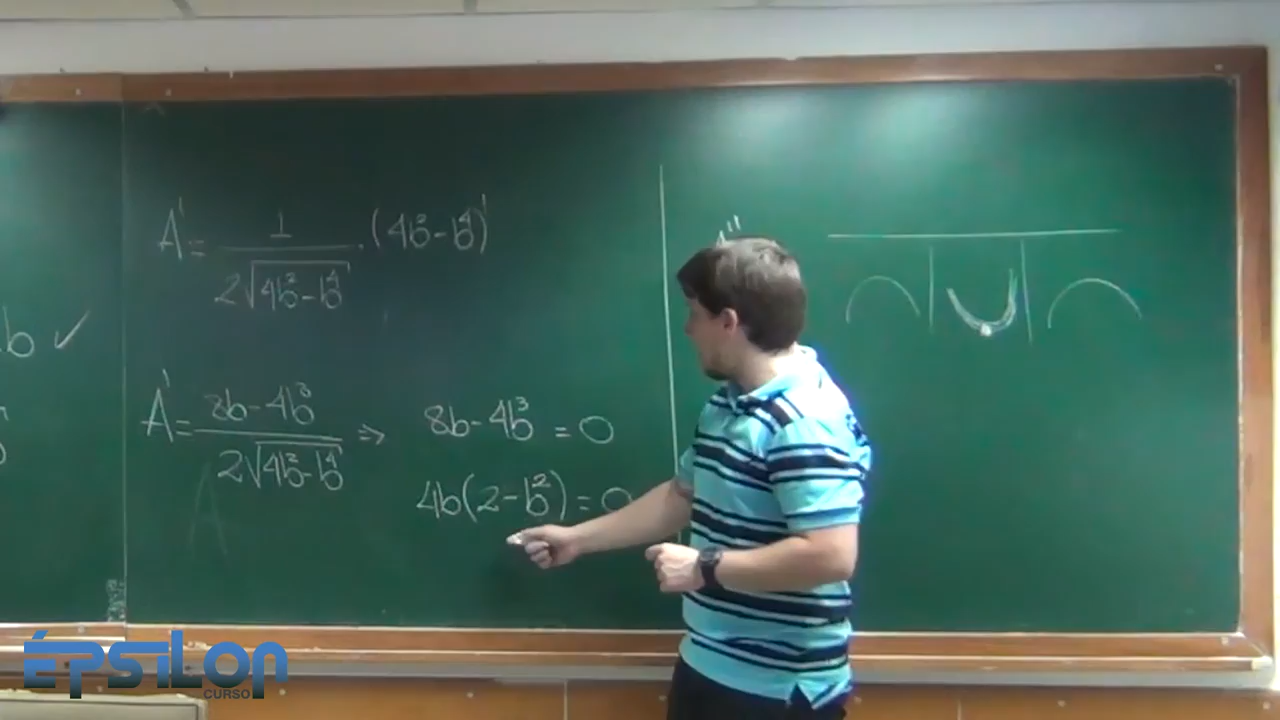 b ✓
A' = 1 / 2√(4b² - b⁴) . (4b² - b⁴)'
A' = 8b - 4b³ / 2√(4b² - b⁴) =>
8b - 4b³ = 0
4b(2 - b²) = 0
A''
ÉPSILON
CURSO